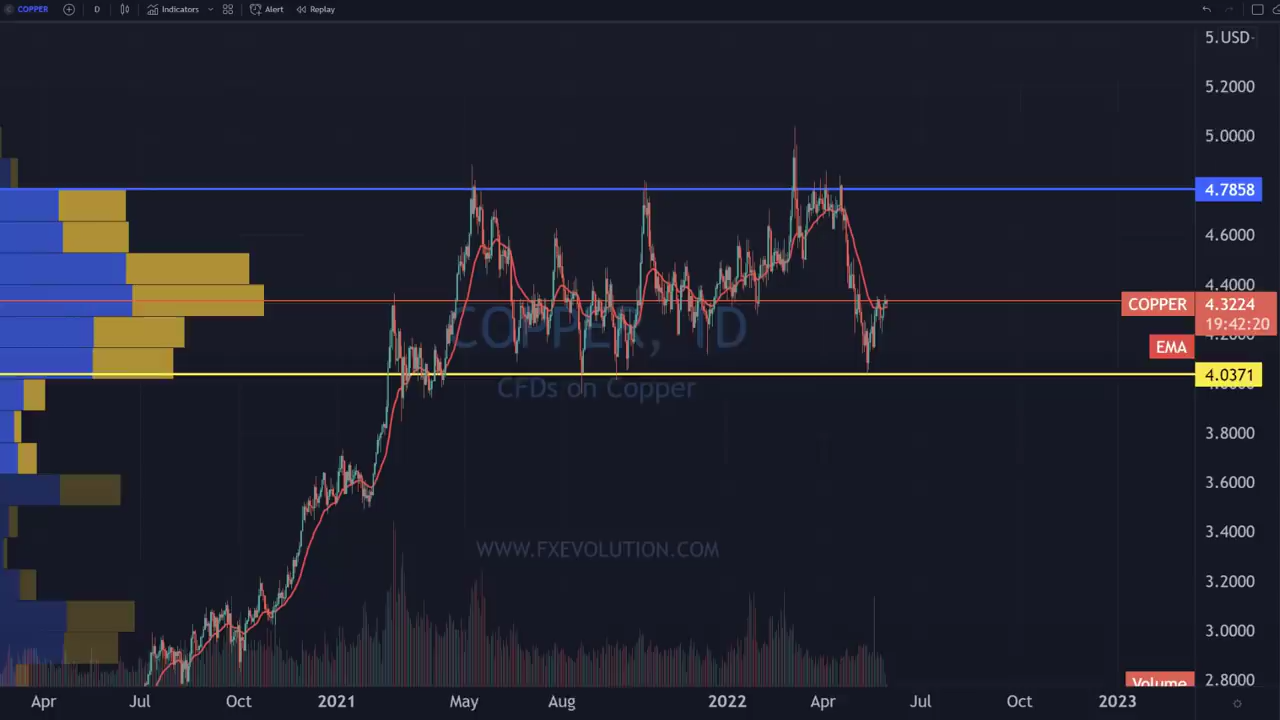 COPPER D Indicators Alert Replay
5.USD
5.2000
5.0000
4.7858
4.6000
4.4000
COPPER 4.3224
19:42:20
EMA
4.0371
3.8000
3.6000
3.4000
3.2000
3.0000
2.8000
Volume
COPPER, 1D
CFDs on Copper
WWW.FXEVOLUTION.COM
Apr Jul Oct 2021 May Aug 2022 Apr Jul Oct 2023